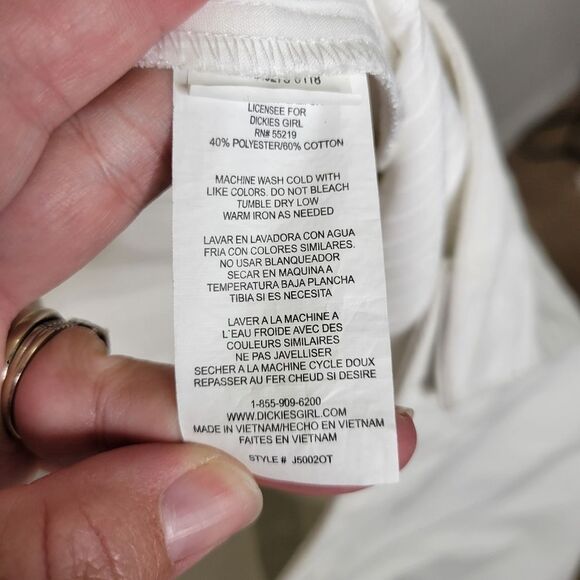 LICENSEE FOR
DICKIES GIRL
RN# 55219
40% POLYESTER/60% COTTON
MACHINE WASH COLD WITH
LIKE COLORS. DO NOT BLEACH
TUMBLE DRY LOW
WARM IRON AS NEEDED
LAVAR EN LAVADORA CON AGUA
FRIA CON COLORES SIMILARES.
NO USAR BLANQUEADOR
SECAR EN MAQUINA A
TEMPERATURA BAJA PLANCHA
TIBIA SI ES NECESITA
LAVER A LA MACHINE A
L'EAU FROIDE AVEC DES
COULEURS SIMILAIRES
NE PAS JAVELLISER
SECHER A LA MACHINE CYCLE DOUX
REPASSER AU FER CHEUD SI DESIRE
1-855-909-6200
WWW.DICKIESGIRL.COM
MADE IN VIETNAM/HECHO EN VIETNAM
FAITES EN VIETNAM
STYLE # J5002OT